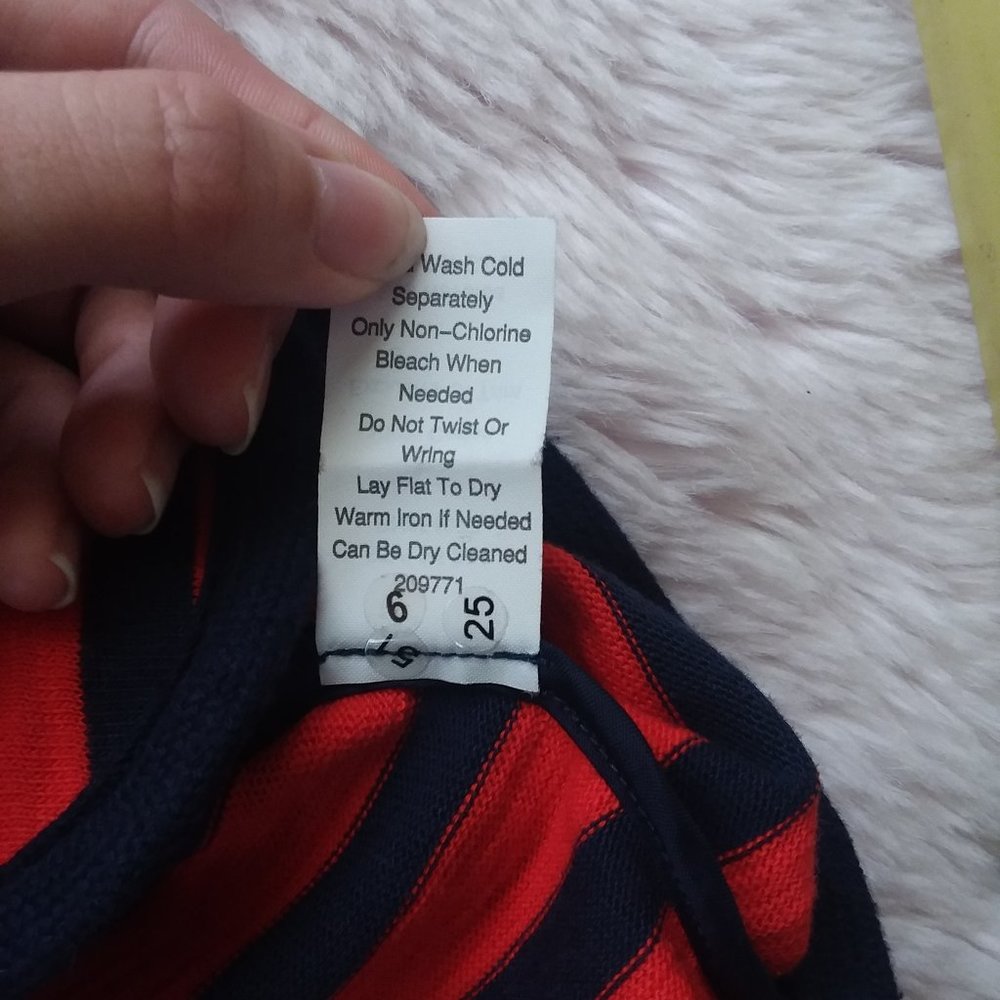 Wash Cold
Separately
Only Non-Chlorine
Bleach When
Needed
Do Not Twist Or
Wring
Lay Flat To Dry
Warm Iron If Needed
Can Be Dry Cleaned
209771
6 25